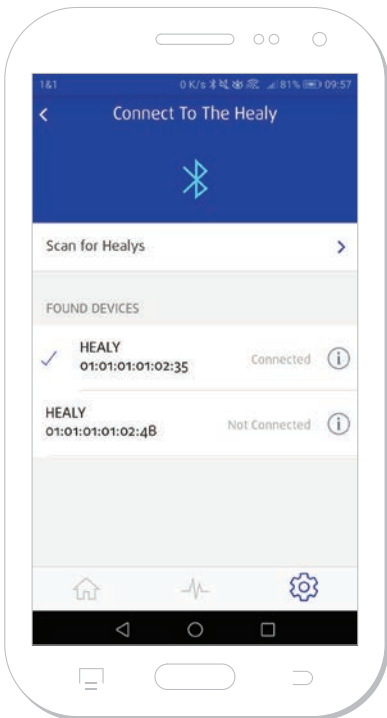 1&1 0 K/s 81% 09:57
Connect To The Healy
Scan for Healys
FOUND DEVICES
HEALY
01:01:01:01:02:35 Connected
HEALY
01:01:01:01:02:4B Not Connected